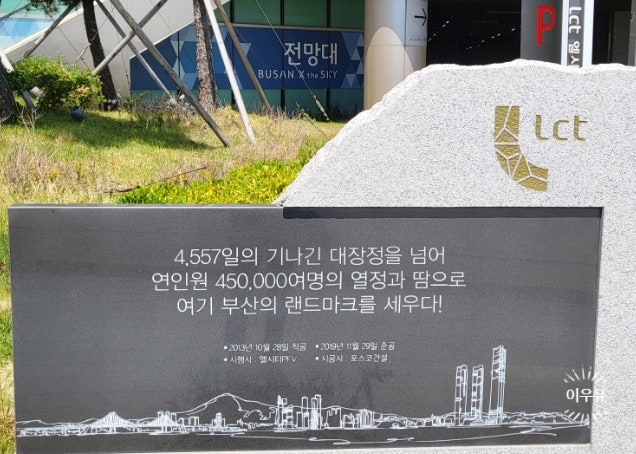 전망대
BUSAN X the SKY
→
P
lct 엘시
lct
4,557일의 기나긴 대장정을 넘어
연인원 450,000여명의 열정과 땀으로
여기 부산의 랜드마크를 세우다!
•2013년 10월 28일 착공 •2019년 11월 29일 준공
•시행사 : 엘시티PFV •시공사 : 포스코건설
이우뮤